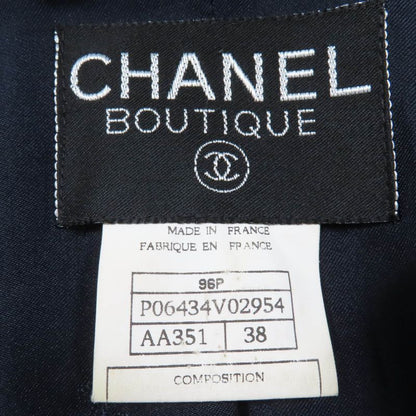 CHANEL
BOUTIQUE
MADE IN FRANCE
FABRIQUE EN FRANCE
96P
P06434V02954
AA351 38
COMPOSITION